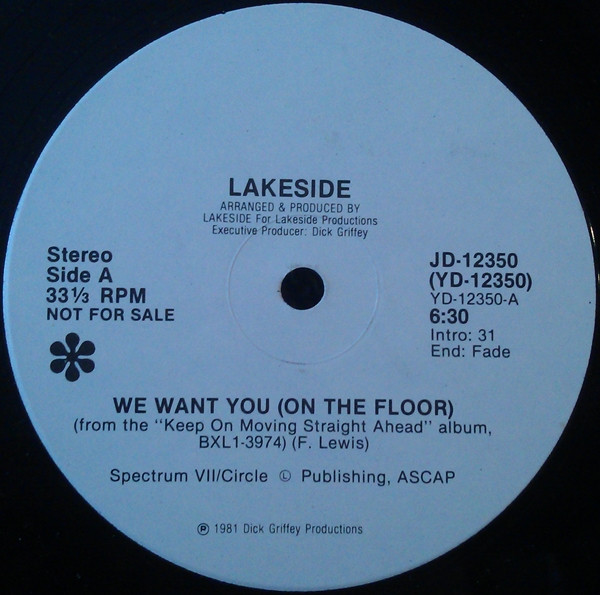 LAKESIDE
ARRANGED & PRODUCED BY
LAKESIDE For Lakeside Productions
Executive Producer: Dick Griffey
Stereo
Side A
33⅓ RPM
NOT FOR SALE
JD-12350
(YD-12350)
YD-12350-A
6:30
Intro: 31
End: Fade
WE WANT YOU (ON THE FLOOR)
(from the "Keep On Moving Straight Ahead" album,
BXL1-3974) (F. Lewis)
Spectrum VII/Circle Ⓛ Publishing, ASCAP
℗ 1981 Dick Griffey Productions